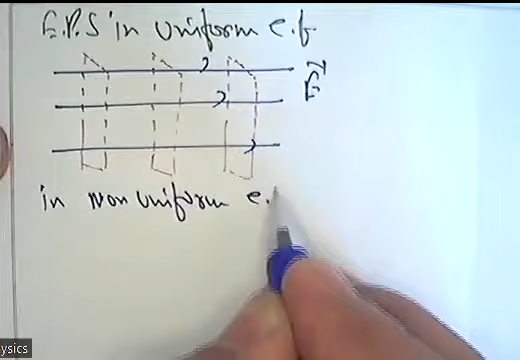 E.P.S in Uniform e.f
E
in Non Uniform e.
ysics